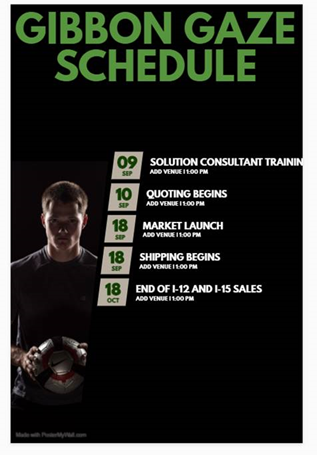 GIBBON GAZE
SCHEDULE
09
SEP
SOLUTION CONSULTANT TRAININ
ADD VENUE | 1:00 PM
10
SEP
QUOTING BEGINS
ADD VENUE | 1:00 PM
18
SEP
MARKET LAUNCH
ADD VENUE | 1:00 PM
18
SEP
SHIPPING BEGINS
ADD VENUE | 1:00 PM
18
OCT
END OF I-12 AND I-15 SALES
ADD VENUE | 1:00 PM
Made with PosterMyWall.com